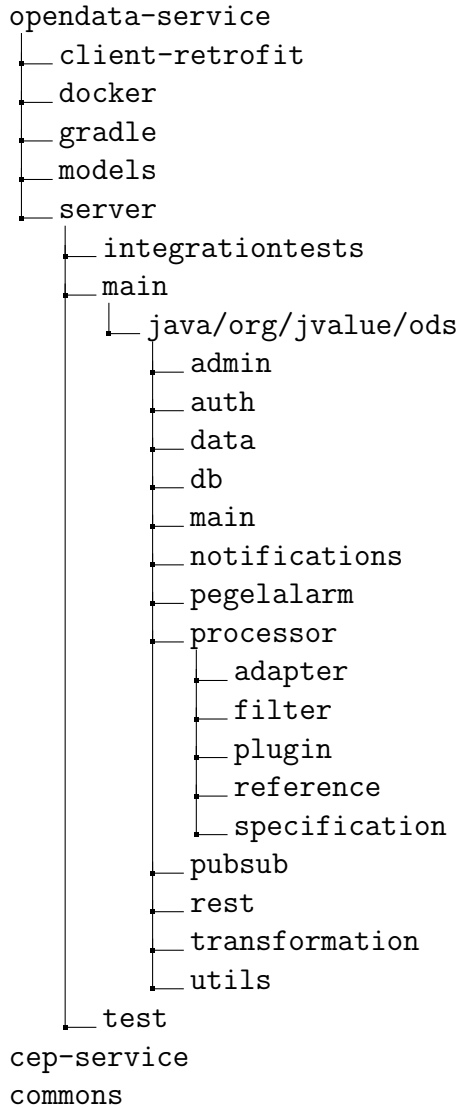 opendata-service
client-retrofit
docker
gradle
models
server
integrationtests
main
java/org/jvalue/ods
admin
auth
data
db
main
notifications
pegelalarm
processor
adapter
filter
plugin
reference
specification
pubsub
rest
transformation
utils
test
cep-service
commons